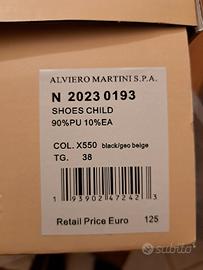 ALVIERO MARTINI S.P.A.
N 2023 0193
SHOES CHILD
90%PU 10%EA
COL. X550 black/geo beige
TG. 38
1 93902 47242 3
Retail Price Euro 125
subito